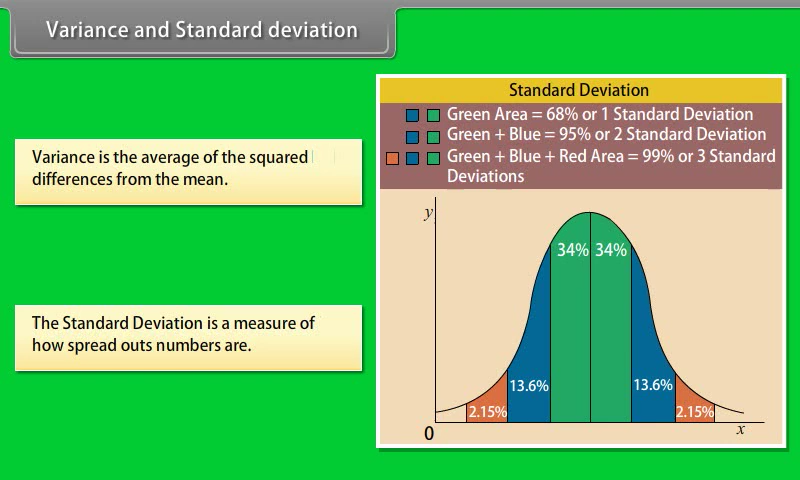 Variance and Standard deviation
Variance is the average of the squared
differences from the mean.
The Standard Deviation is a measure of
how spread outs numbers are.
Standard Deviation
Green Area = 68% or 1 Standard Deviation
Green + Blue = 95% or 2 Standard Deviation
Green + Blue + Red Area = 99% or 3 Standard
Deviations
y
34% 34%
13.6% 13.6%
2.15% 2.15%
0 x